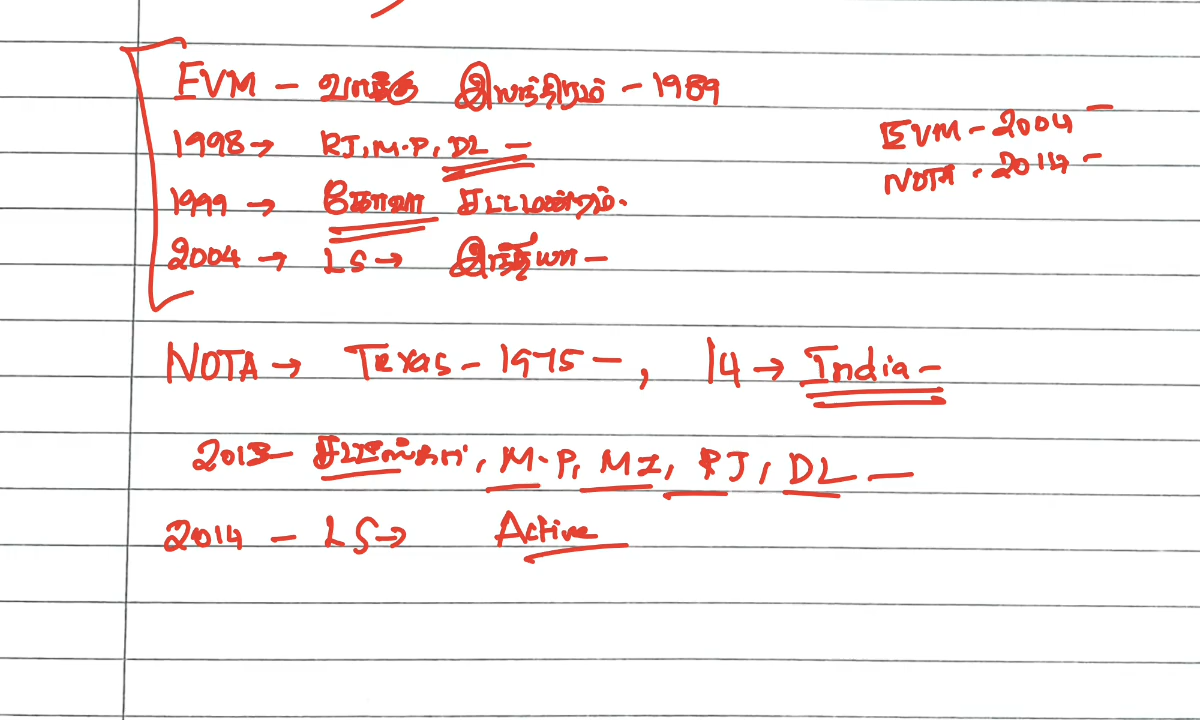 EVM - வாக்கு இயந்திரம் - 1989
1998 → RJ, M.P, DL -
1999 → கோவா சட்டமன்றம்.
2004 → LS → இந்தியா -
EVM - 2004 -
NOTA - 2014 -
NOTA → Texas - 1975 - , 14 → India -
2013 - சட்டீஸ்கர், M.P, MZ, RJ, DL -
2014 - LS → Active